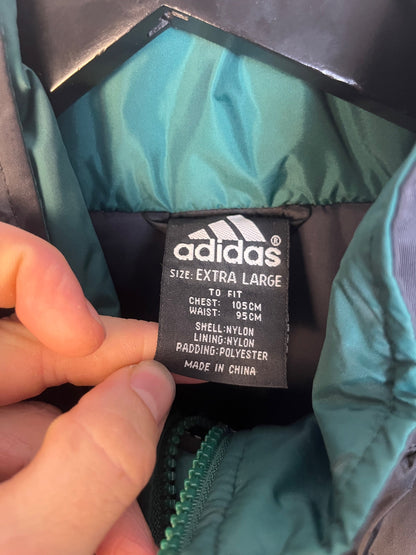 adidas®
SIZE: EXTRA LARGE
TO FIT
CHEST: 105CM
WAIST: 95CM
SHELL:NYLON
LINING:NYLON
PADDING:POLYESTER
MADE IN CHINA